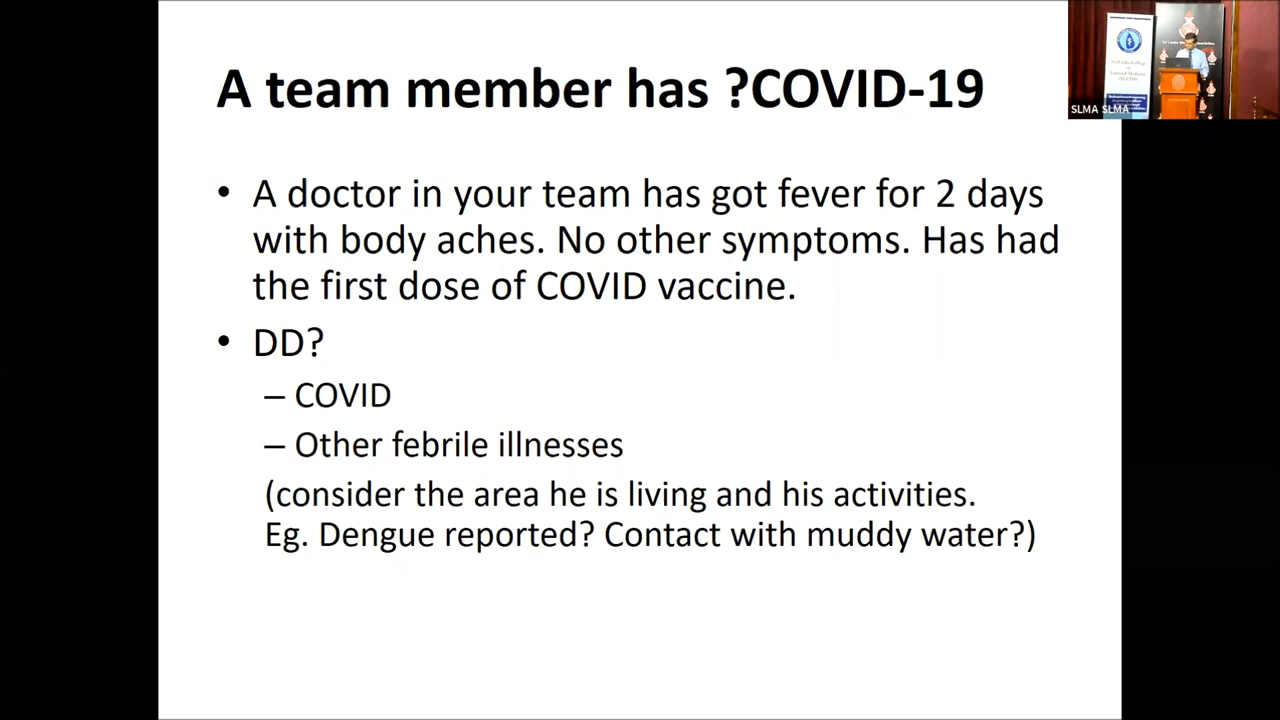 A team member has ?COVID-19
• A doctor in your team has got fever for 2 days
with body aches. No other symptoms. Has had
the first dose of COVID vaccine.
• DD?
– COVID
– Other febrile illnesses
(consider the area he is living and his activities.
Eg. Dengue reported? Contact with muddy water?)
SLMA SLMA